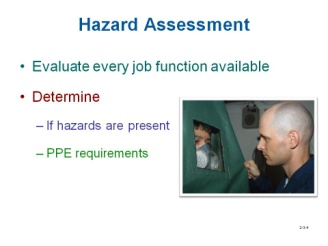 Hazard Assessment
• Evaluate every job function available
• Determine
– If hazards are present
– PPE requirements